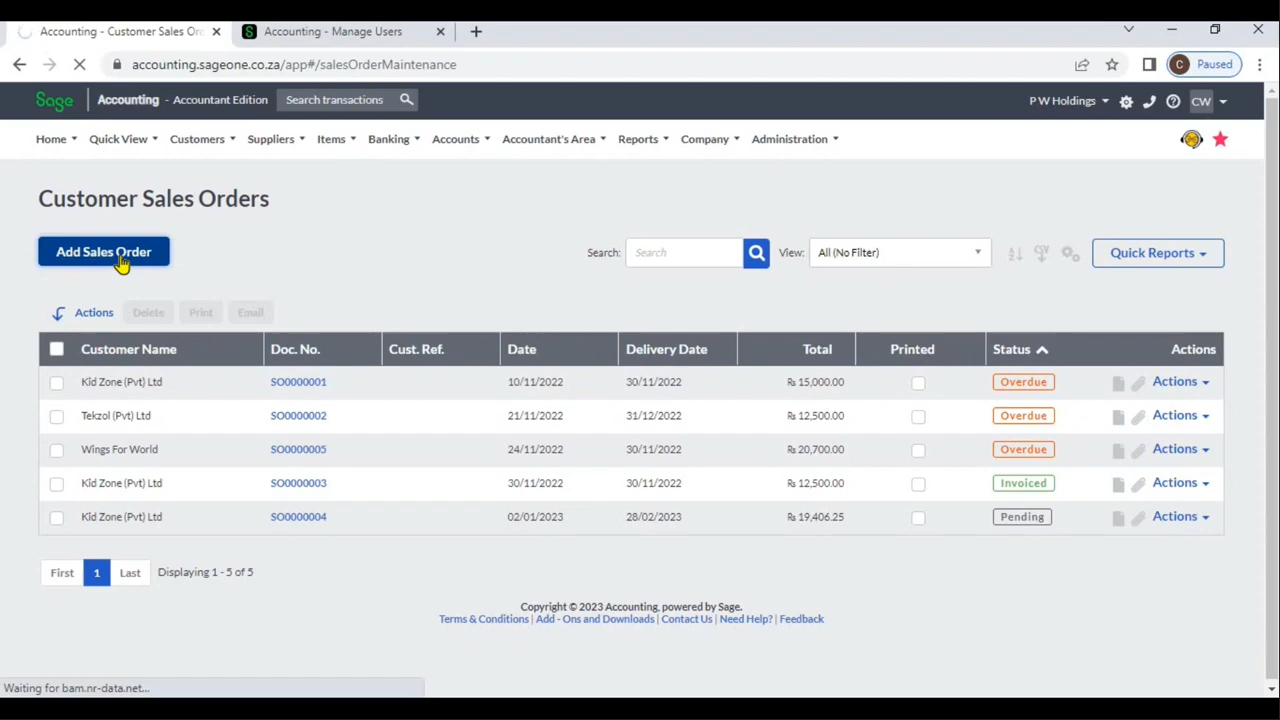 Accounting - Customer Sales Or
Accounting - Manage Users
accounting.sageone.co.za/app#/salesOrderMaintenance
C Paused
Sage Accounting - Accountant Edition Search transactions P W Holdings CW
Home Quick View Customers Suppliers Items Banking Accounts Accountant's Area Reports Company Administration
Customer Sales Orders
Add Sales Order Search: Search View: All (No Filter) Quick Reports
Actions Delete Print Email
Customer Name Doc. No. Cust. Ref. Date Delivery Date Total Printed Status Actions
Kid Zone (Pvt) Ltd SO0000001 10/11/2022 30/11/2022 ₨ 15,000.00 Overdue Actions
Tekzol (Pvt) Ltd SO0000002 21/11/2022 31/12/2022 ₨ 12,500.00 Overdue Actions
Wings For World SO0000005 24/11/2022 30/11/2022 ₨ 20,700.00 Overdue Actions
Kid Zone (Pvt) Ltd SO0000003 30/11/2022 30/11/2022 ₨ 12,500.00 Invoiced Actions
Kid Zone (Pvt) Ltd SO0000004 02/01/2023 28/02/2023 ₨ 19,406.25 Pending Actions
First 1 Last Displaying 1 - 5 of 5
Copyright © 2023 Accounting, powered by Sage.
Terms & Conditions | Add - Ons and Downloads | Contact Us | Need Help? | Feedback
Waiting for bam.nr-data.net...